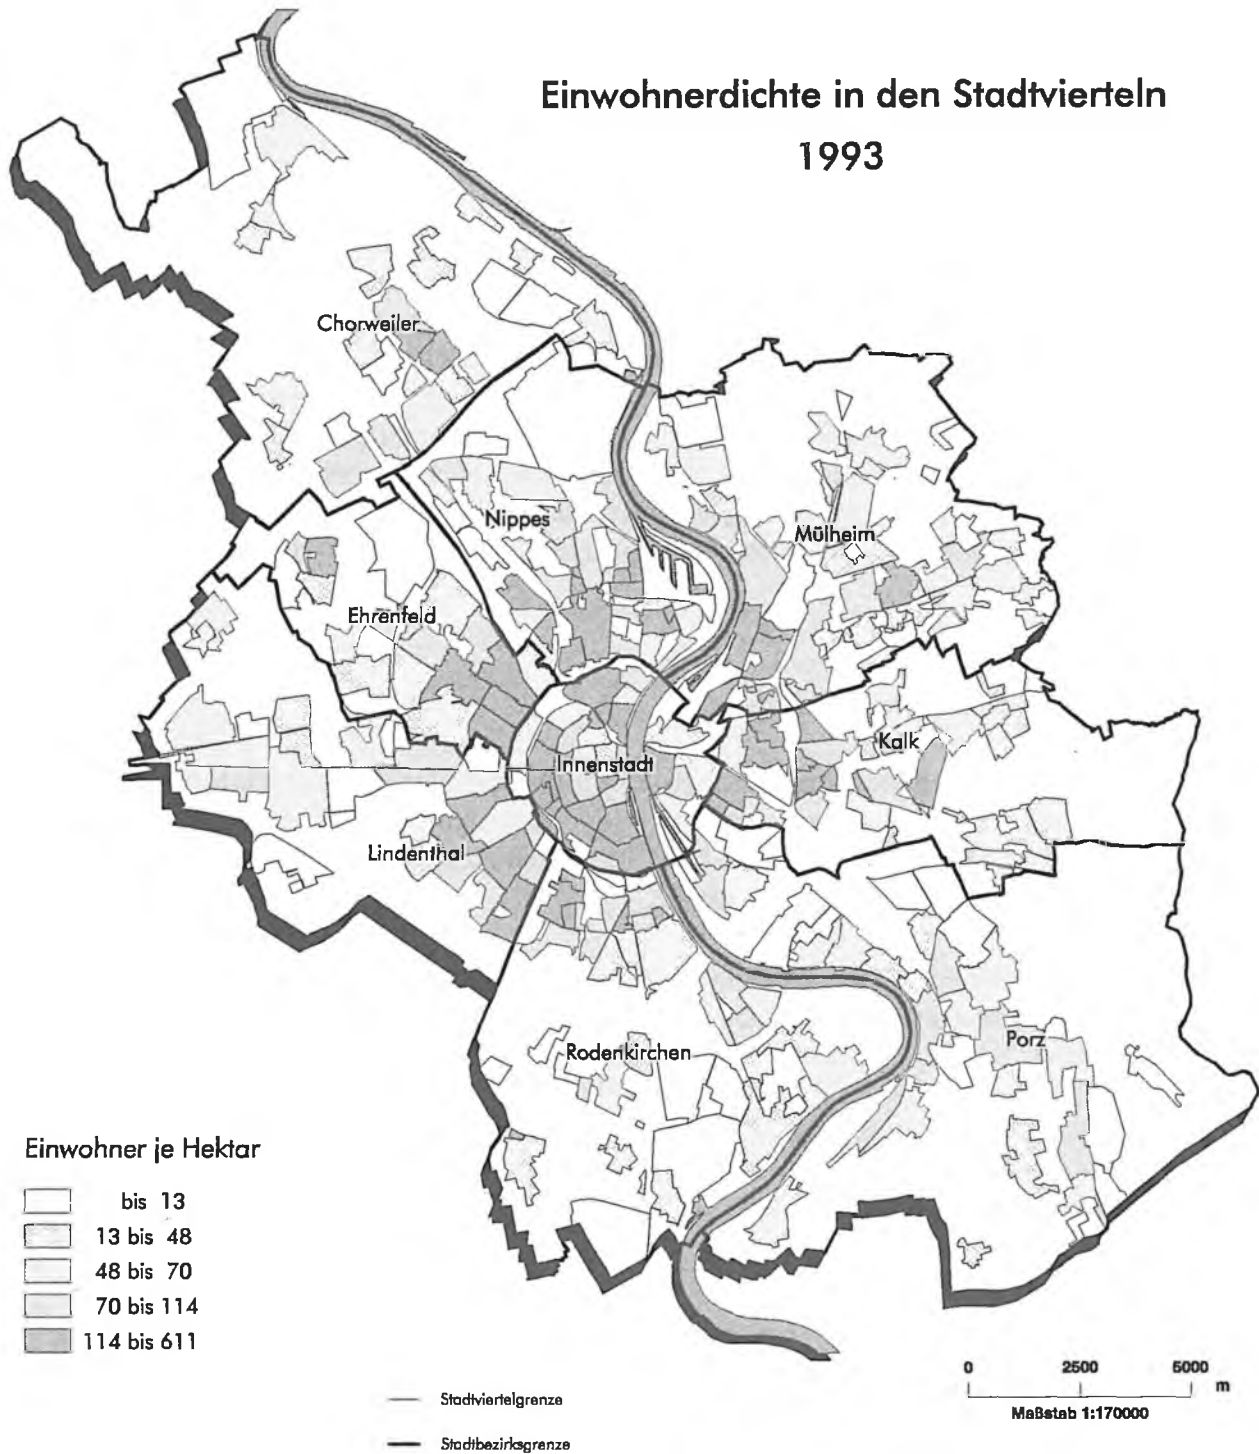 Einwohnerdichte in den Stadtvierteln
1993
Chorweiler
Nippes
Mülheim
Ehrenfeld
Kalk
Innenstadt
Lindenthal
Rodenkirchen
Porz
Einwohner je Hektar
bis 13
13 bis 48
48 bis 70
70 bis 114
114 bis 611
0 2500 5000
m
Maßstab 1:170000
Stadtviertelgrenze
Stadtbezirksgrenze